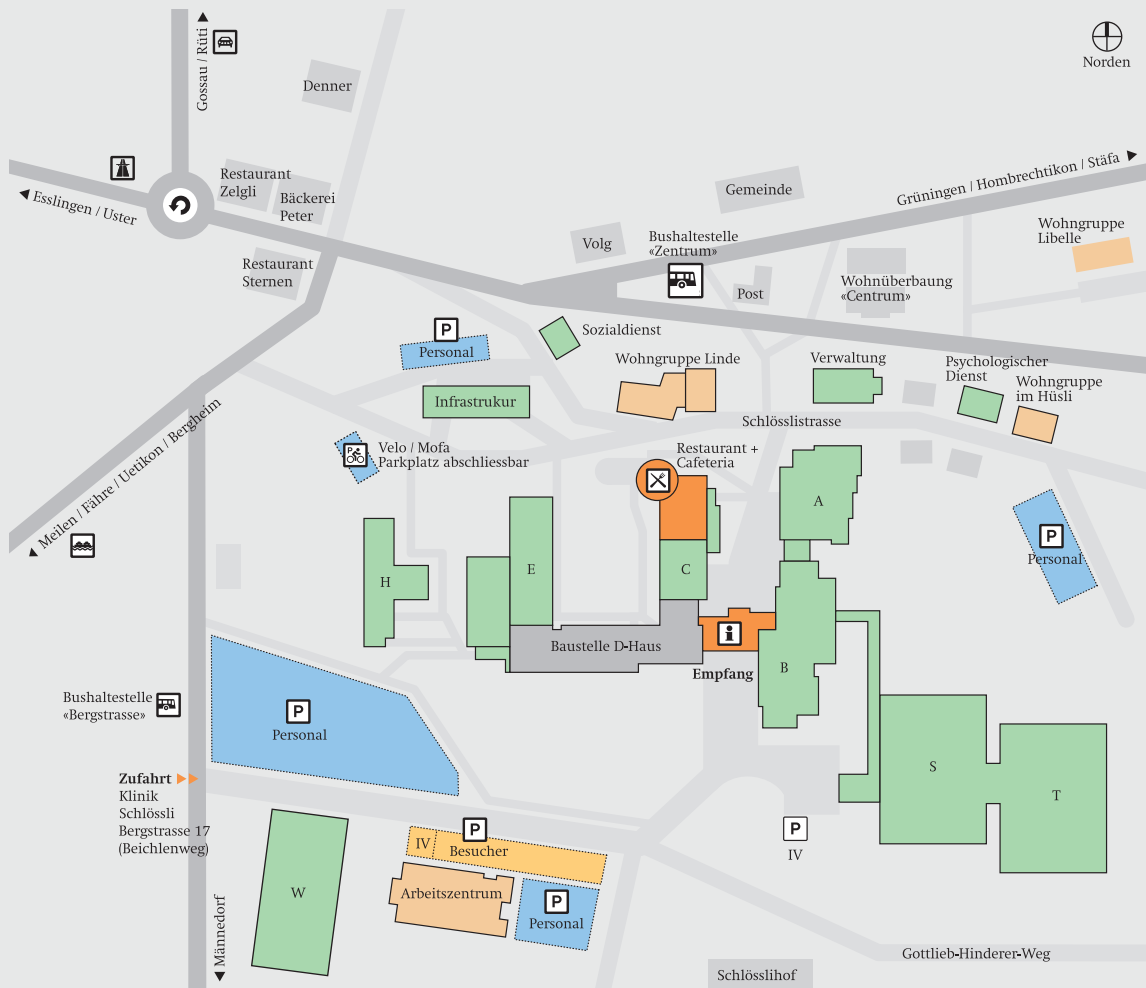 Gossau / Rüti
Norden
Denner
Restaurant
Zelgli
Bäckerei
Peter
Esslingen / Uster
Gemeinde
Grüningen / Hombrechtikon / Stäfa
Volg
Bushaltestelle
«Zentrum»
Wohngruppe
Libelle
Restaurant
Sternen
Post
Wohnüberbaung
«Centrum»
P
Personal
Sozialdienst
Wohngruppe Linde
Verwaltung
Psychologischer
Dienst
Wohngruppe
im Hüsli
Infrastrukur
Schlösslistrasse
Meilen / Fähre / Uetikon / Bergheim
P
Velo / Mofa
Parkplatz abschliessbar
Restaurant +
Cafeteria
A
P
Personal
H
E
C
Baustelle D-Haus
i
Empfang
B
Bushaltestelle
«Bergstrasse»
P
Personal
Zufahrt
Klinik
Schlössli
Bergstrasse 17
(Beichlenweg)
S
T
P
IV
P
IV
Besucher
W
Arbeitszentrum
P
Personal
Männedorf
Gottlieb-Hinderer-Weg
Schlösslihof